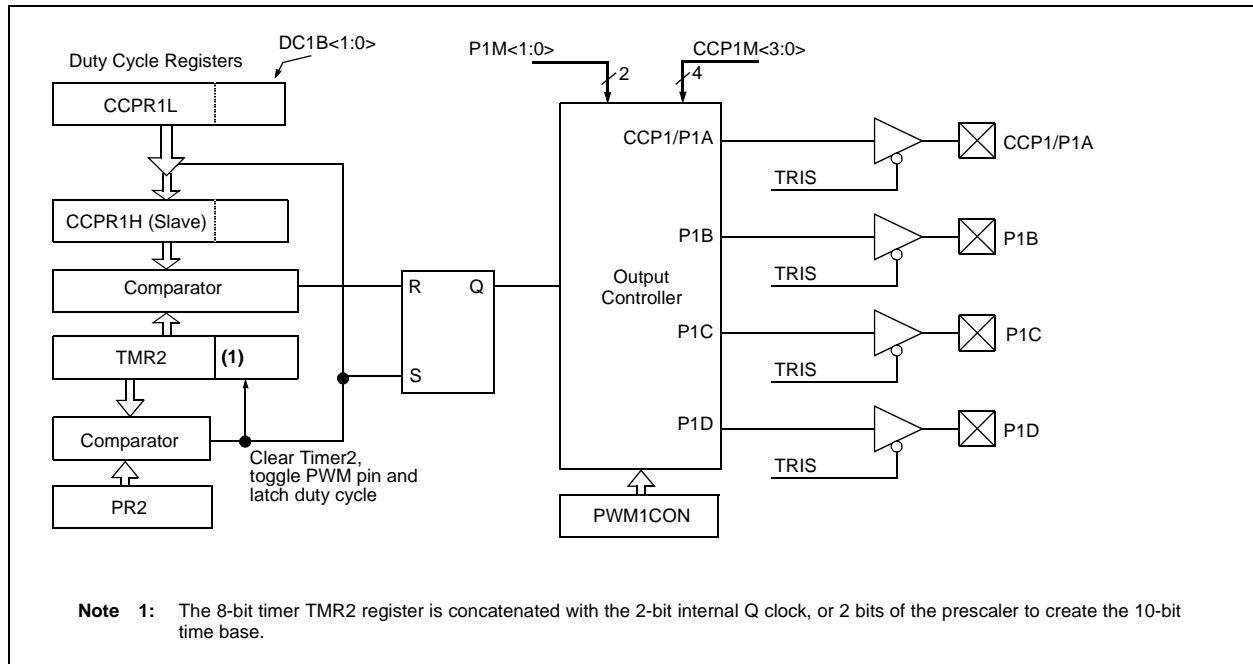 DC1B<1:0>
Duty Cycle Registers
CCPR1L
CCPR1H (Slave)
Comparator
TMR2
(1)
Comparator
PR2
Clear Timer2,
toggle PWM pin and
latch duty cycle
R
Q
S
P1M<1:0>
2
CCP1M<3:0>
4
Output
Controller
CCP1/P1A
P1B
P1C
P1D
PWM1CON
TRIS
CCP1/P1A
TRIS
P1B
TRIS
P1C
TRIS
P1D
Note 1: The 8-bit timer TMR2 register is concatenated with the 2-bit internal Q clock, or 2 bits of the prescaler to create the 10-bit
time base.